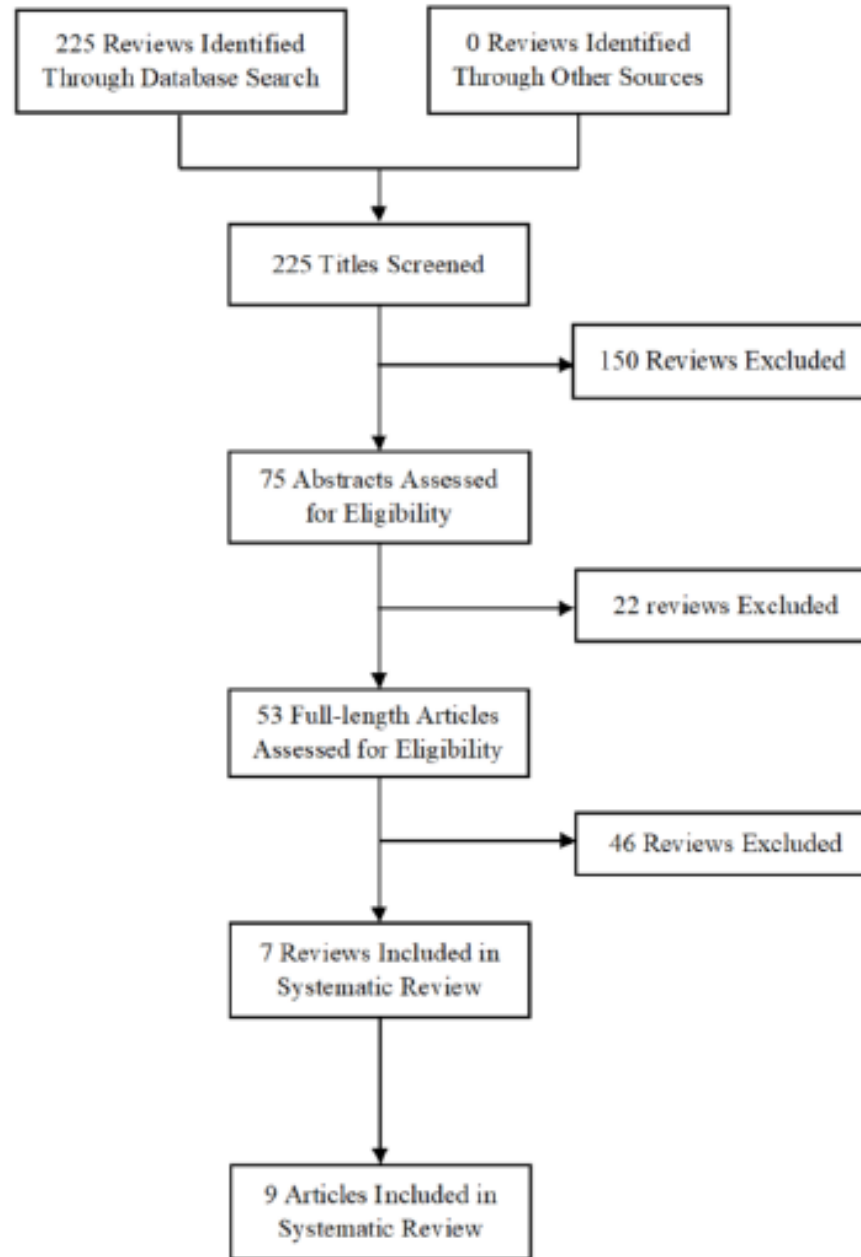 225 Reviews Identified
Through Database Search
0 Reviews Identified
Through Other Sources
225 Titles Screened
150 Reviews Excluded
75 Abstracts Assessed
for Eligibility
22 reviews Excluded
53 Full-length Articles
Assessed for Eligibility
46 Reviews Excluded
7 Reviews Included in
Systematic Review
9 Articles Included in
Systematic Review